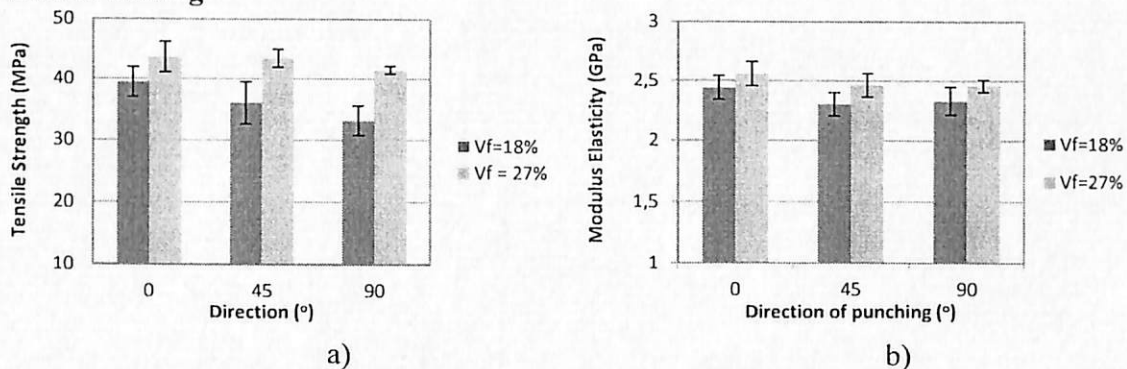 50
40
30
20
10
Tensile Strength (MPa)
0
45
90
Direction (º)
Vf=18%
Vf = 27%
a)
3
2,5
2
1,5
1
Modulus Elasticity (GPa)
0
45
90
Direction of punching (º)
Vf=18%
Vf=27%
b)